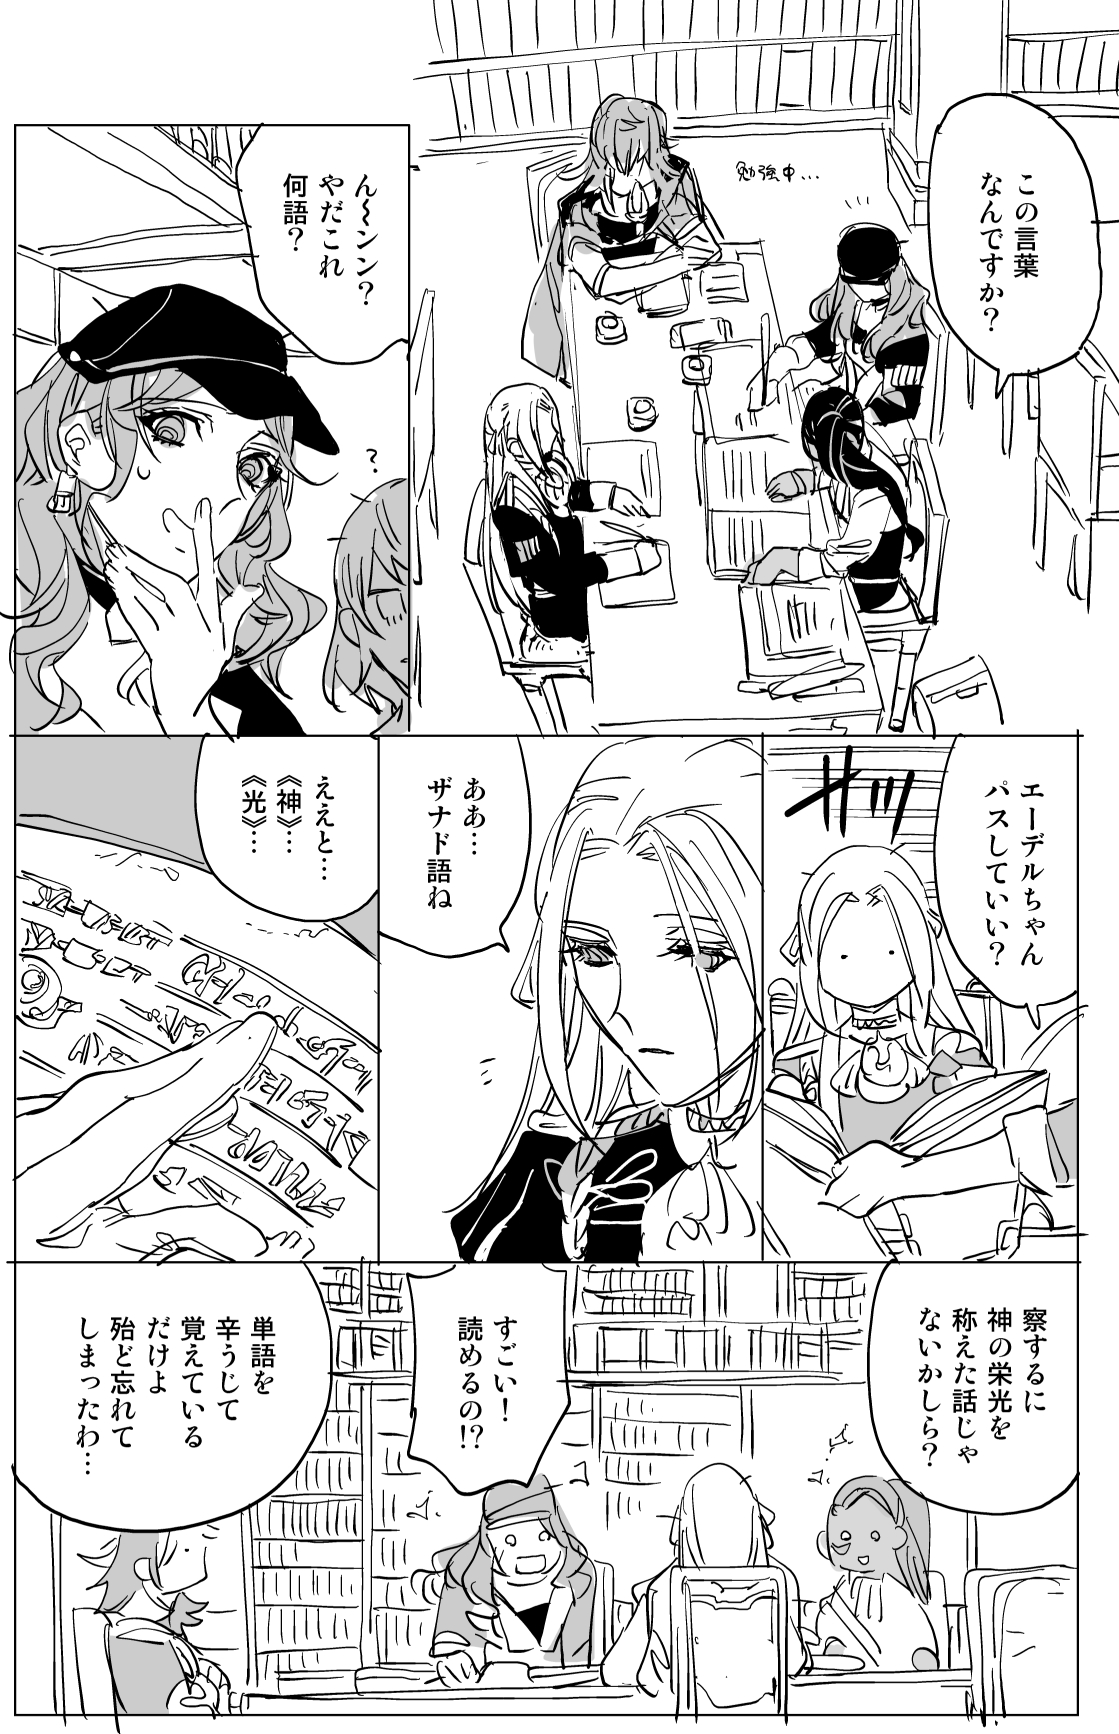 この言葉
なんですか？
勉強中...
ん〜ンン？
やだこれ
何語？
？
エーデルちゃん
パスしていい？
ああ…
ザナド語ね
ええと…
《神》…
《光》…
察するに
神の栄光を
称えた話じゃ
ないかしら？
すごい！
読めるの!?
単語を
辛うじて
覚えている
だけよ
殆ど忘れて
しまったわ…